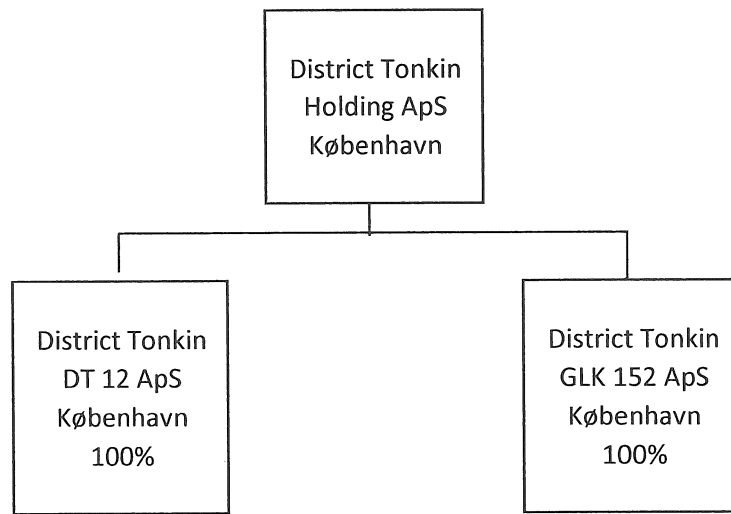 District Tonkin
Holding ApS
København
District Tonkin
DT 12 ApS
København
100%
District Tonkin
GLK 152 ApS
København
100%